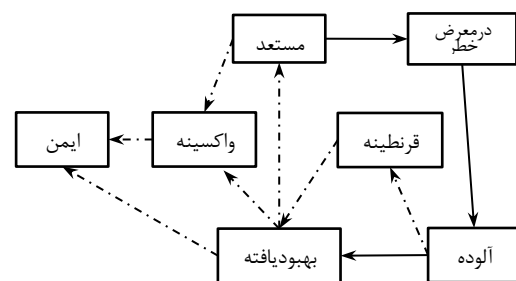 مستعد
درمعرض
خطر
ایمن
واکسینه
قرنطینه
بهبودیافته
آلوده